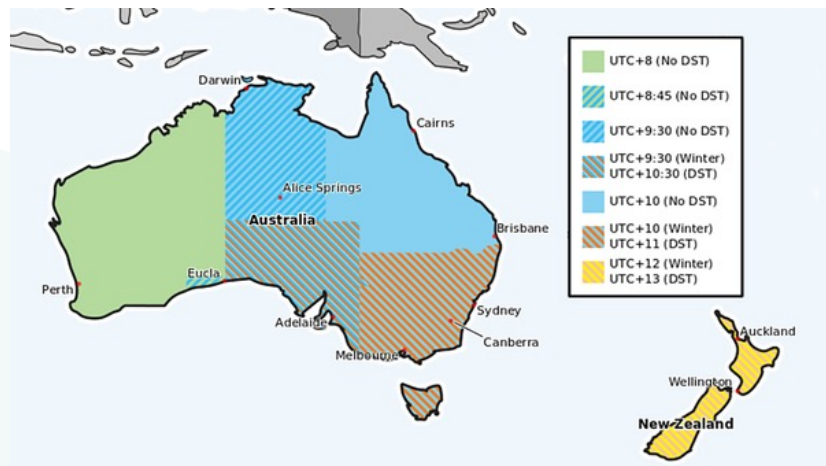 UTC+8 (No DST)
UTC+8:45 (No DST)
UTC+9:30 (No DST)
UTC+9:30 (Winter)
UTC+10:30 (DST)
UTC+10 (No DST)
UTC+10 (Winter)
UTC+11 (DST)
UTC+12 (Winter)
UTC+13 (DST)
Darwin
Cairns
Alice Springs
Australia
Brisbane
Eucla
Perth
Adelaide
Sydney
Canberra
Melbourne
Auckland
Wellington
New Zealand